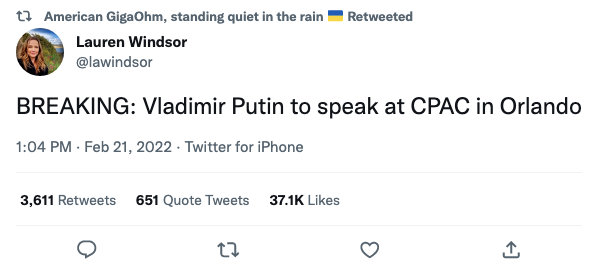 American GigaOhm, standing quiet in the rain 🇺🇦 Retweeted
Lauren Windsor
@lawindsor
BREAKING: Vladimir Putin to speak at CPAC in Orlando
1:04 PM · Feb 21, 2022 · Twitter for iPhone
3,611 Retweets 651 Quote Tweets 37.1K Likes